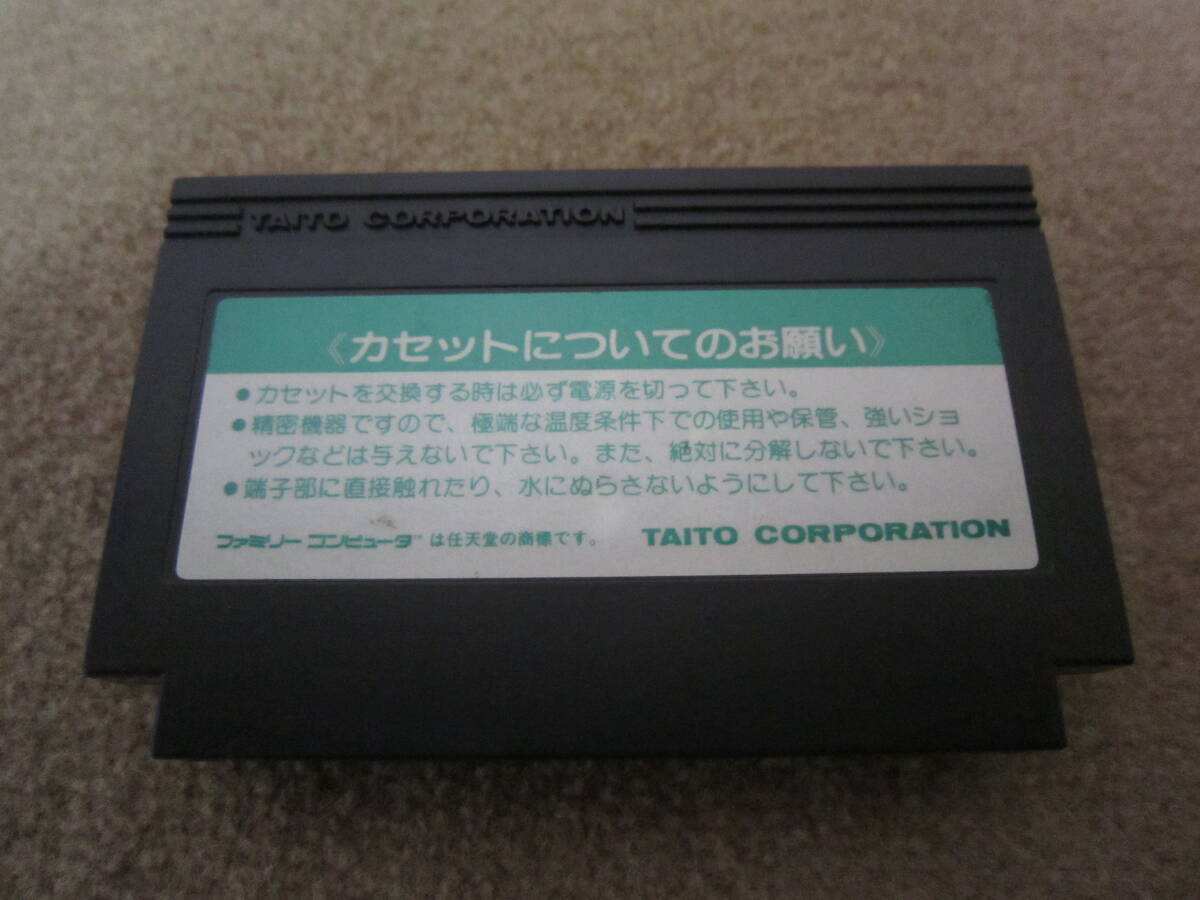 TAITO CORPORATION
《カセットについてのお願い》
●カセットを交換する時は必ず電源を切って下さい。
●精密機器ですので、極端な温度条件下での使用や保管、強いショ
ックなどは与えないで下さい。また、絶対に分解しないで下さい。
●端子部に直接触れたり、水にぬらさないようにして下さい。
ファミリー コンピュータ™ は任天堂の商標です。 TAITO CORPORATION